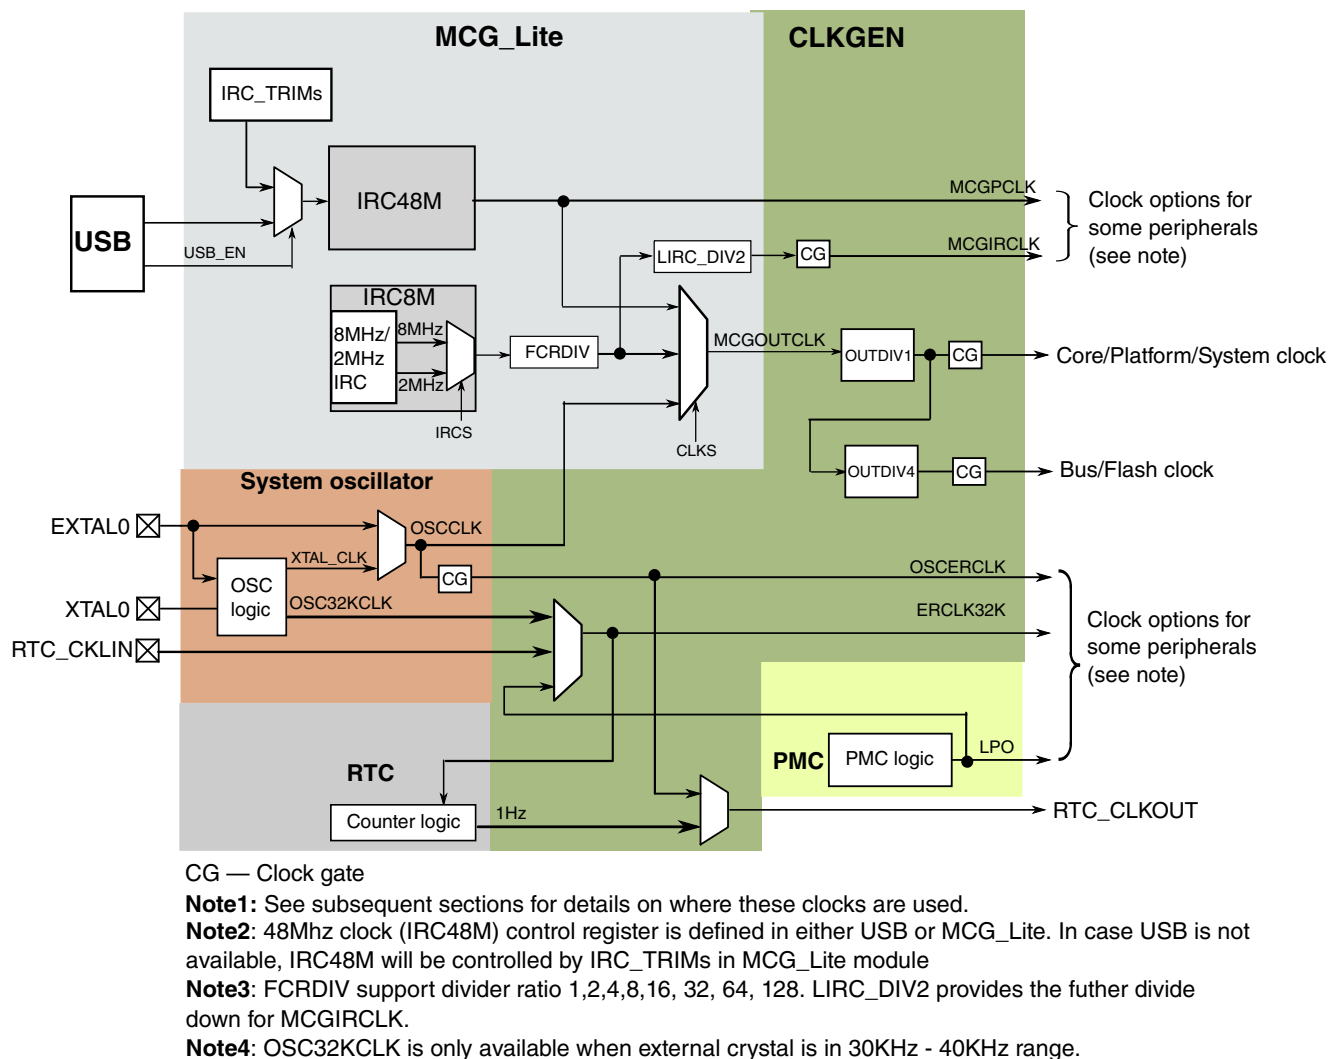 MCG_Lite
CLKGEN
IRC_TRIMs
IRC48M
USB
USB_EN
MCGPCLK
MCGIRCLK
Clock options for
some peripherals
(see note)
LIRC_DIV2
CG
IRC8M
8MHz/
2MHz
IRC
8MHz
2MHz
IRCS
FCRDIV
CLKS
MCGOUTCLK
OUTDIV1
CG
Core/Platform/System clock
OUTDIV4
CG
Bus/Flash clock
System oscillator
EXTAL0
XTAL0
RTC_CKLIN
OSC
logic
XTAL_CLK
OSC32KCLK
OSCCLK
CG
OSCERCLK
ERCLK32K
Clock options for
some peripherals
(see note)
PMC
PMC logic
LPO
RTC
Counter logic
1Hz
RTC_CLKOUT
CG — Clock gate
Note1: See subsequent sections for details on where these clocks are used.
Note2: 48Mhz clock (IRC48M) control register is defined in either USB or MCG_Lite. In case USB is not
available, IRC48M will be controlled by IRC_TRIMs in MCG_Lite module
Note3: FCRDIV support divider ratio 1,2,4,8,16, 32, 64, 128. LIRC_DIV2 provides the futher divide
down for MCGIRCLK.
Note4: OSC32KCLK is only available when external crystal is in 30KHz - 40KHz range.